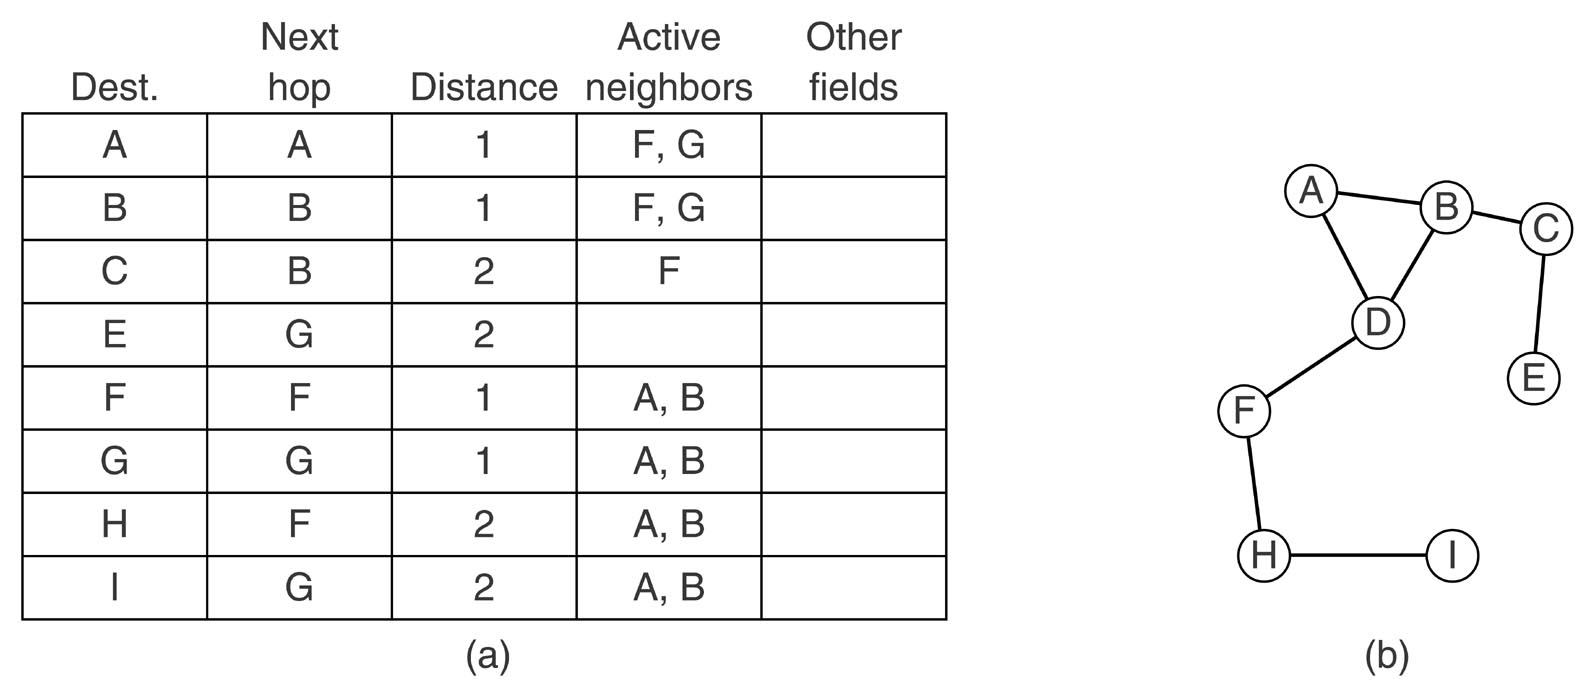 Next Active Other
Dest. hop Distance neighbors fields
A A 1 F, G
B B 1 F, G
C B 2 F
E G 2
F F 1 A, B
G G 1 A, B
H F 2 A, B
I G 2 A, B
(a)
A
B
C
D
E
F
H
I
(b)